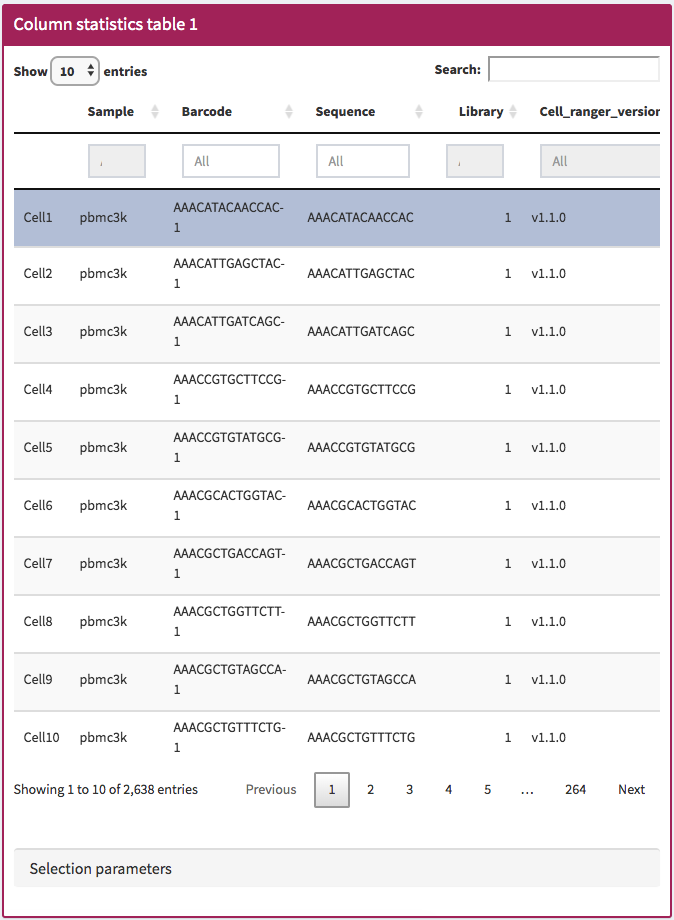 Column statistics table 1
Show 10 entries Search:
Sample Barcode Sequence Library Cell_ranger_version
All All All
Cell1 pbmc3k AAACATACAACCAC-1 AAACATACAACCAC 1 v1.1.0
Cell2 pbmc3k AAACATTGAGCTAC-1 AAACATTGAGCTAC 1 v1.1.0
Cell3 pbmc3k AAACATTGATCAGC-1 AAACATTGATCAGC 1 v1.1.0
Cell4 pbmc3k AAACCGTGCTTCCG-1 AAACCGTGCTTCCG 1 v1.1.0
Cell5 pbmc3k AAACCGTGTATGCG-1 AAACCGTGTATGCG 1 v1.1.0
Cell6 pbmc3k AAACGCACTGGTAC-1 AAACGCACTGGTAC 1 v1.1.0
Cell7 pbmc3k AAACGCTGACCAGT-1 AAACGCTGACCAGT 1 v1.1.0
Cell8 pbmc3k AAACGCTGGTTCTT-1 AAACGCTGGTTCTT 1 v1.1.0
Cell9 pbmc3k AAACGCTGTAGCCA-1 AAACGCTGTAGCCA 1 v1.1.0
Cell10 pbmc3k AAACGCTGTTTCTG-1 AAACGCTGTTTCTG 1 v1.1.0
Showing 1 to 10 of 2,638 entries Previous 1 2 3 4 5 … 264 Next
Selection parameters